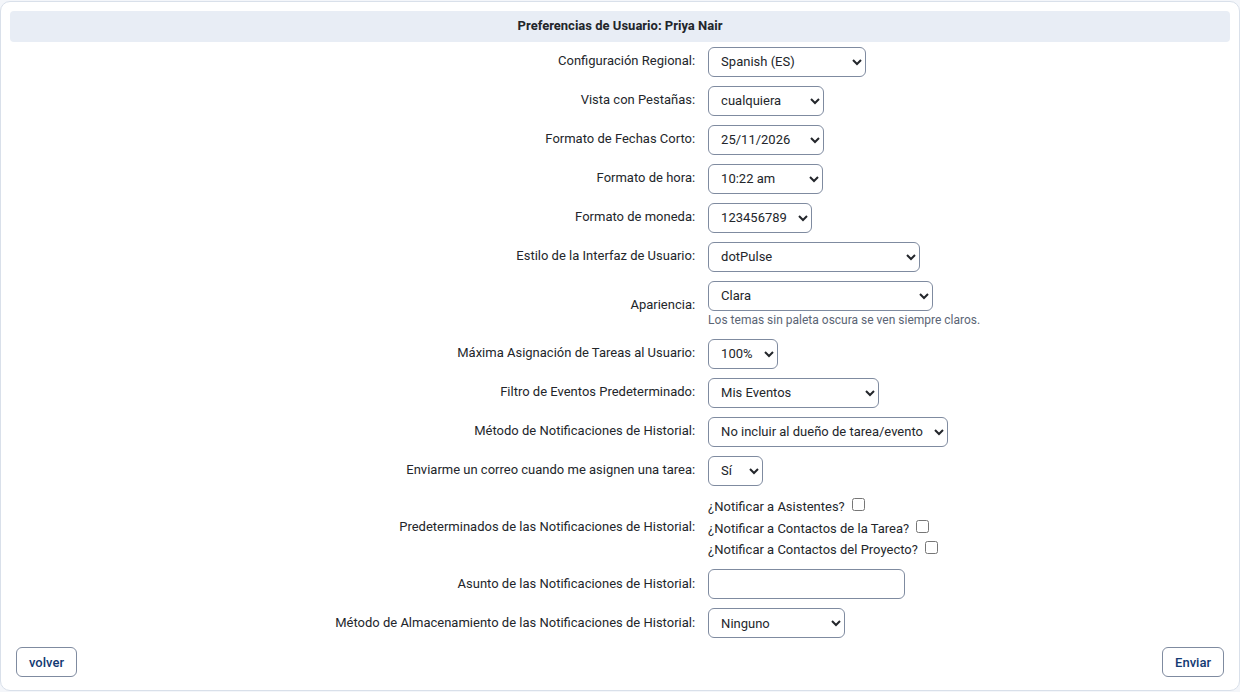 Preferencias de Usuario: Priya Nair
Configuración Regional: Spanish (ES)
Vista con Pestañas: cualquiera
Formato de Fechas Corto: 25/11/2026
Formato de hora: 10:22 am
Formato de moneda: 123456789
Estilo de la Interfaz de Usuario: dotPulse
Apariencia: Clara
Los temas sin paleta oscura se ven siempre claros.
Máxima Asignación de Tareas al Usuario: 100%
Filtro de Eventos Predeterminado: Mis Eventos
Método de Notificaciones de Historial: No incluir al dueño de tarea/evento
Enviarme un correo cuando me asignen una tarea: Sí
Predeterminados de las Notificaciones de Historial:
¿Notificar a Asistentes?
¿Notificar a Contactos de la Tarea?
¿Notificar a Contactos del Proyecto?
Asunto de las Notificaciones de Historial:
Método de Almacenamiento de las Notificaciones de Historial: Ninguno
volver Enviar